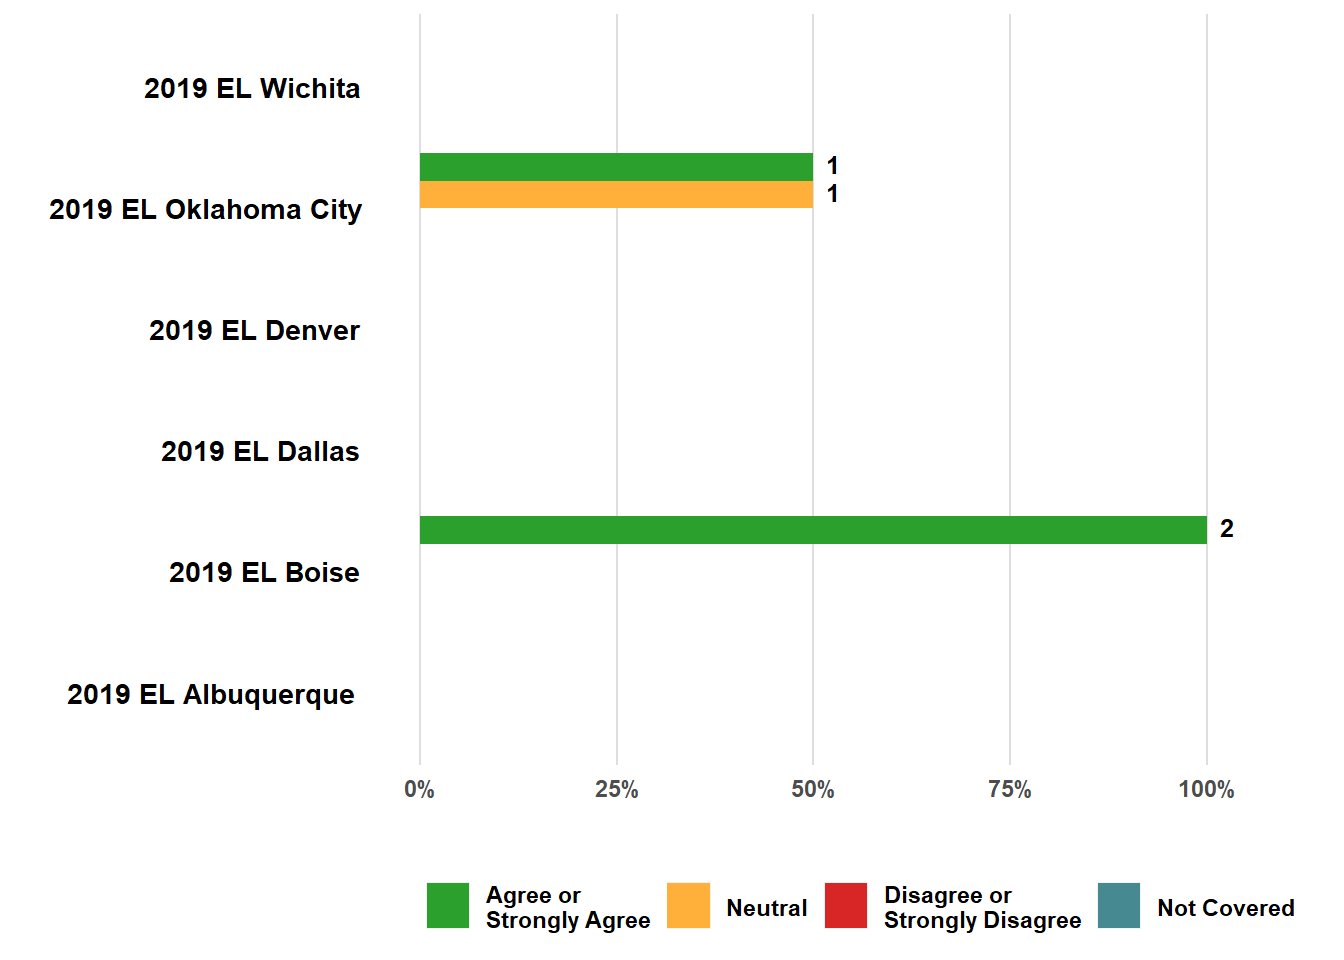 2019 EL Wichita
1
2019 EL Oklahoma City
1
2019 EL Denver
2019 EL Dallas
2
2019 EL Boise
2019 EL Albuquerque
0%
25%
50%
75%
100%
Agree or
Strongly Agree
Neutral
Disagree or
Strongly Disagree
Not Covered